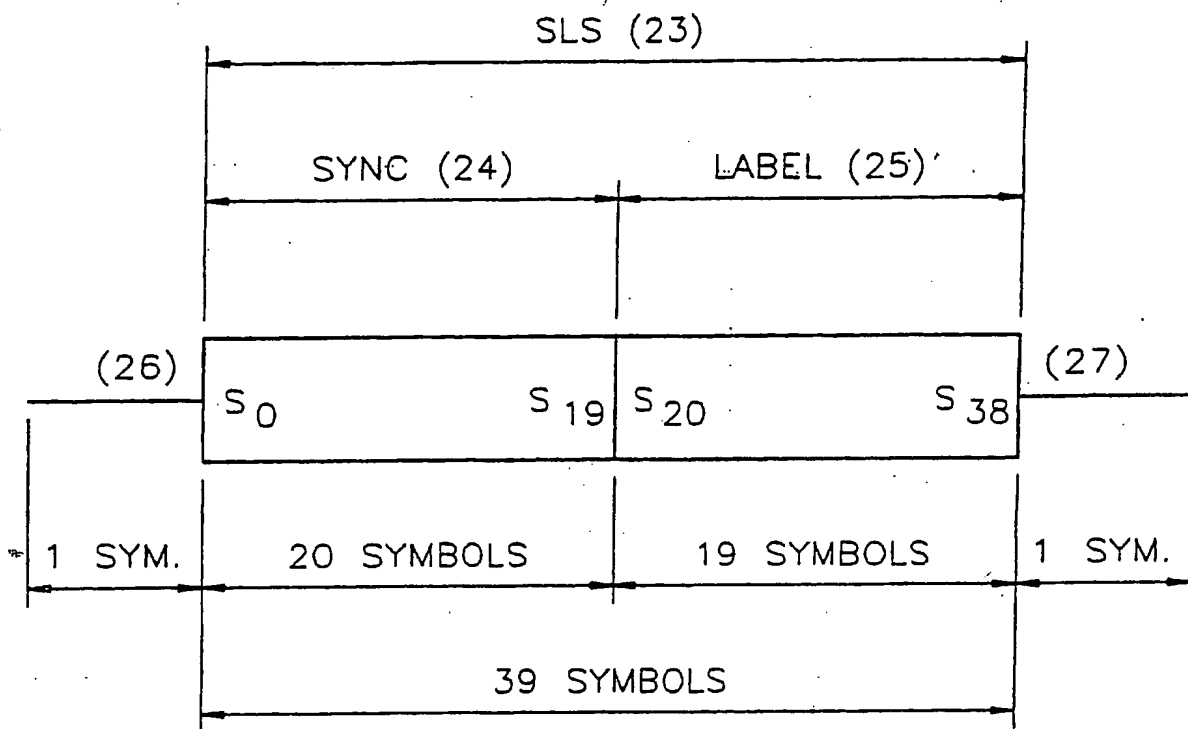 SLS (23)
SYNC (24) LABEL (25)
(26) (27)
S0 S19 S20 S38
1 SYM. 20 SYMBOLS 19 SYMBOLS 1 SYM.
39 SYMBOLS